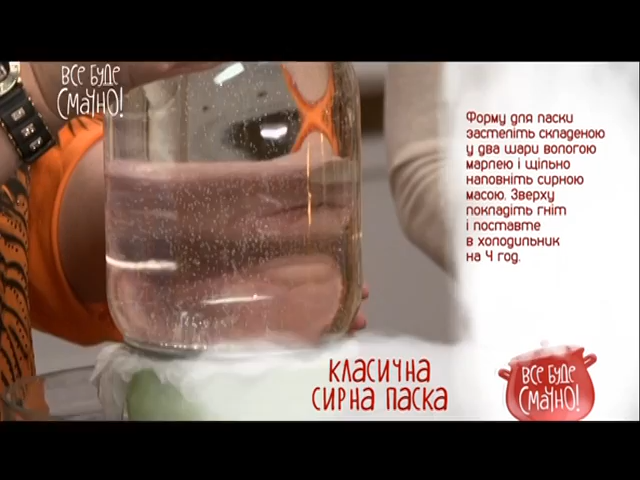 ВСЕ БУДЕ
СМАЧНО!
Форму для паски
застеліть складеною
у два шари вологою
марлею і щільно
наповніть сирною
масою. Зверху
покладіть гніт
і поставте
в холодильник
на 4 год.
КЛАСИЧНА
СИРНА ПАСКА
ВСЕ БУДЕ
СМАЧНО!